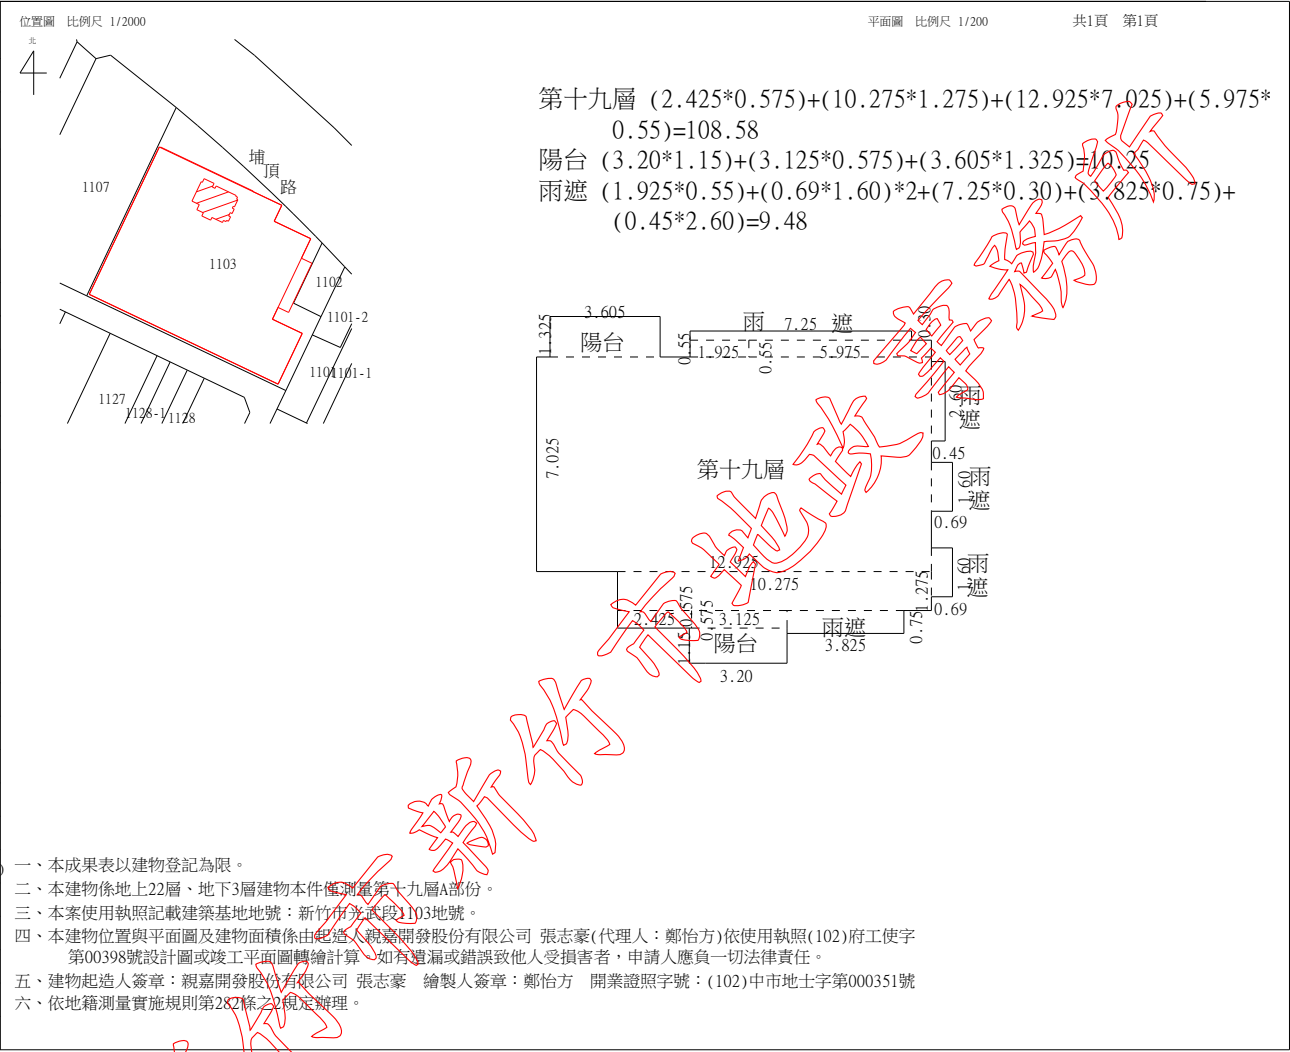 位置圖 比例尺 1/2000
平面圖 比例尺 1/200
共1頁 第1頁
北
第十九層 (2.425*0.575)+(10.275*1.275)+(12.925*7.025)+(5.975*
0.55)=108.58
陽台 (3.20*1.15)+(3.125*0.575)+(3.605*1.325)=10.25
雨遮 (1.925*0.55)+(0.69*1.60)*2+(7.25*0.30)+(3.825*0.75)+
(0.45*2.60)=9.48
埔頂路
1107
1103
1102
1101-2
1101
1101-1
1127
1128-1
1128
3.605
1.325
陽台
雨 7.25 遮
0.30
0.55
1.925
0.55
5.975
2.60
雨遮
0.45
7.025
第十九層
1.60
雨遮
0.69
12.925
10.275
1.275
1.60
雨遮
0.69
2.425
0.575
0.575
3.125
1.15
陽台
雨遮
3.825
0.75
3.20
一、本成果表以建物登記為限。
二、本建物係地上22層、地下3層建物本件僅測量第十九層A部份。
三、本案使用執照記載建築基地地號：新竹市光武段1103地號。
四、本建物位置與平面圖及建物面積係由起造人親嘉開發股份有限公司 張志豪(代理人：鄭怡方)依使用執照(102)府工使字
第00398號設計圖或竣工平面圖轉繪計算，如有遺漏或錯誤致他人受損害者，申請人應負一切法律責任。
五、建物起造人簽章：親嘉開發股份有限公司 張志豪 繪製人簽章：鄭怡方 開業證照字號：(102)中市地士字第000351號
六、依地籍測量實施規則第282條之2規定辦理。
竹市新竹市地政事務所